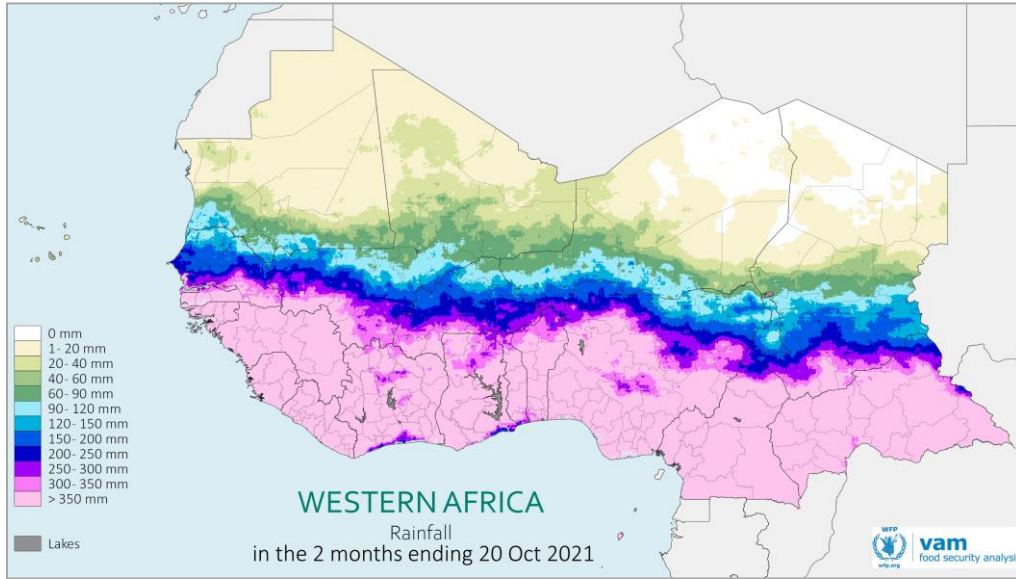 0 mm
1- 20 mm
20- 40 mm
40- 60 mm
60- 90 mm
90- 120 mm
120- 150 mm
150- 200 mm
200- 250 mm
250- 300 mm
300- 350 mm
> 350 mm
Lakes
WESTERN AFRICA
Rainfall
in the 2 months ending 20 Oct 2021
WFP
wfp.org
vam
food security analysis